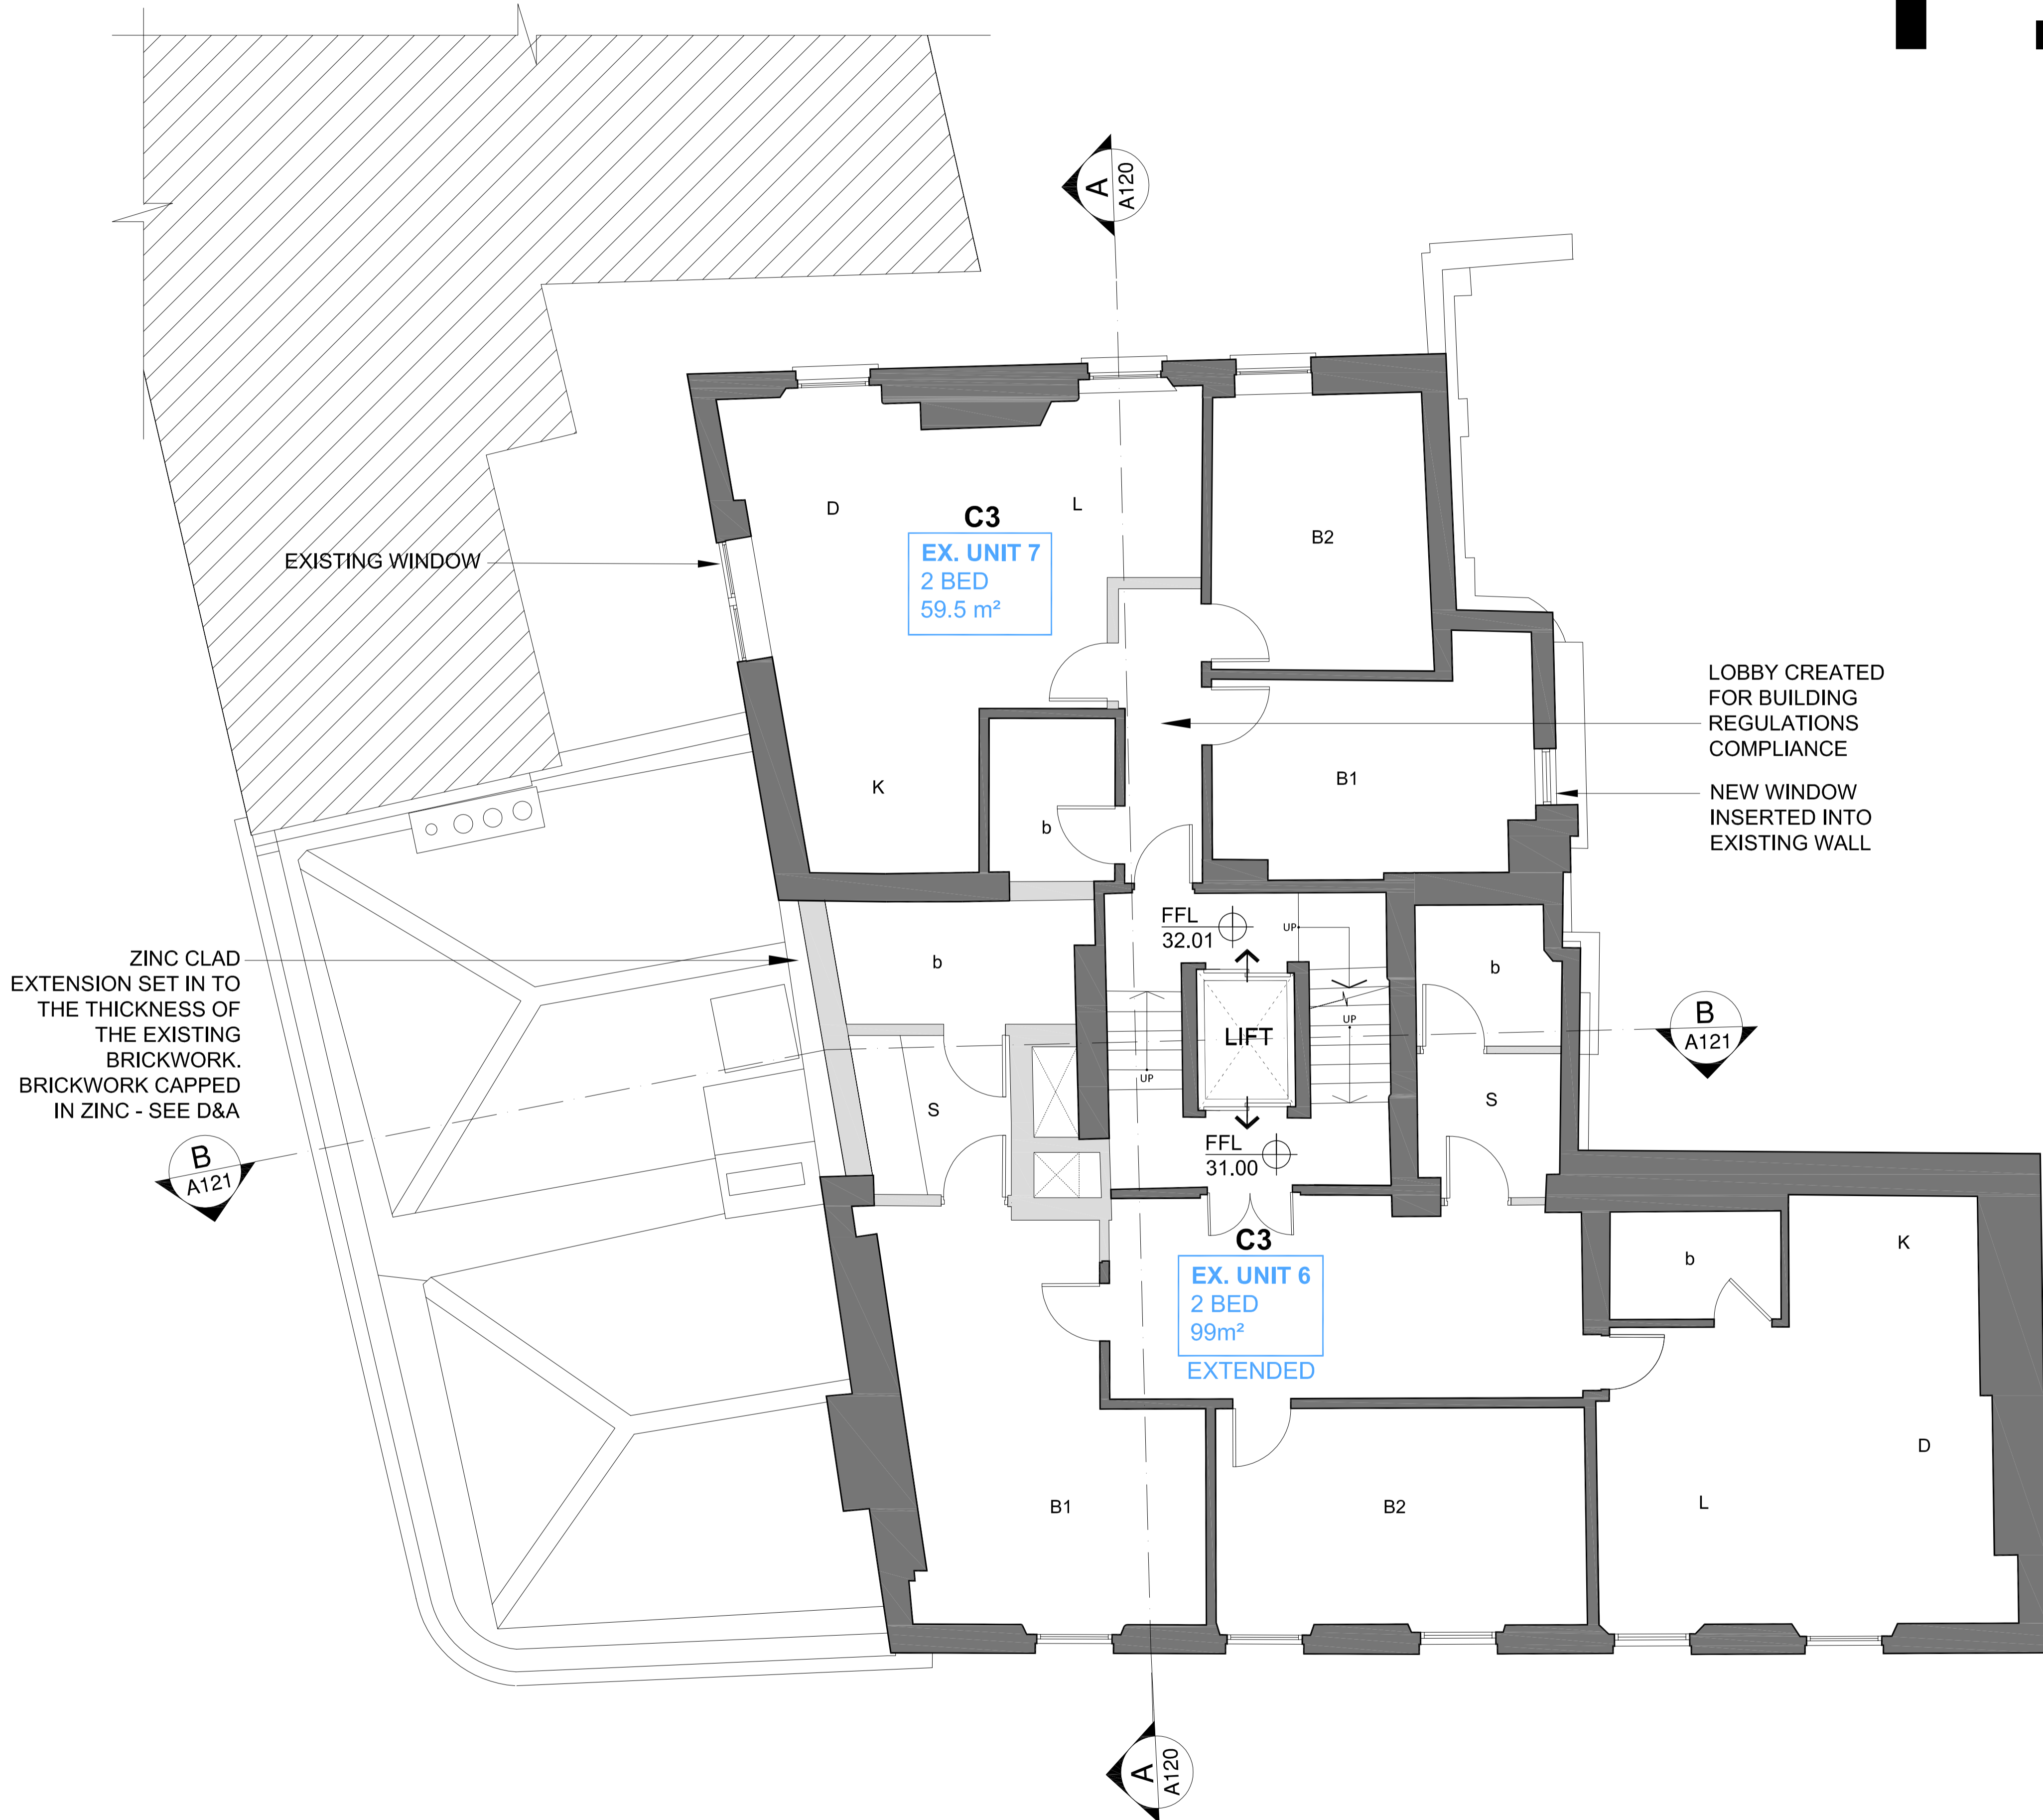 A
A120
D
L
C3
EX. UNIT 7
2 BED
59.5 m²
B2
EXISTING WINDOW
LOBBY CREATED
FOR BUILDING
REGULATIONS
COMPLIANCE
K
b
B1
NEW WINDOW
INSERTED INTO
EXISTING WALL
FFL
32.01
UP
ZINC CLAD
EXTENSION SET IN TO
THE THICKNESS OF
THE EXISTING
BRICKWORK.
BRICKWORK CAPPED
IN ZINC - SEE D&A
b
b
LIFT
UP
UP
B
A121
S
S
FFL
31.00
B
A121
C3
EX. UNIT 6
2 BED
99m²
EXTENDED
b
K
D
B1
B2
L
A
A120